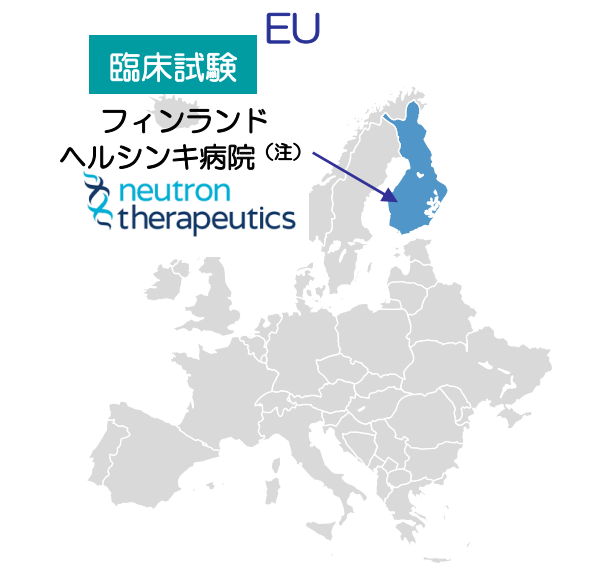 EU
臨床試験
フィンランド
ヘルシンキ病院（注）
neutron
therapeutics